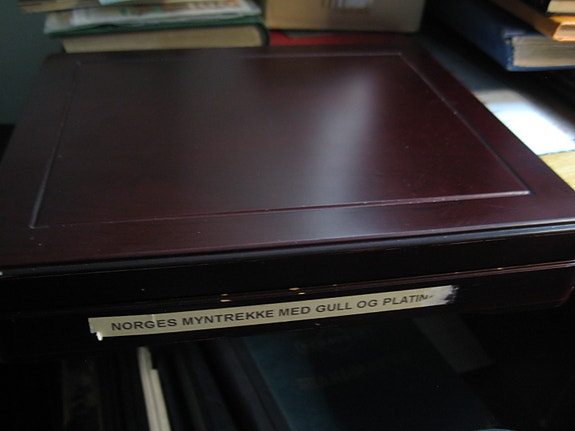 NORGES MYNTREKKE MED GULL OG PLATIN